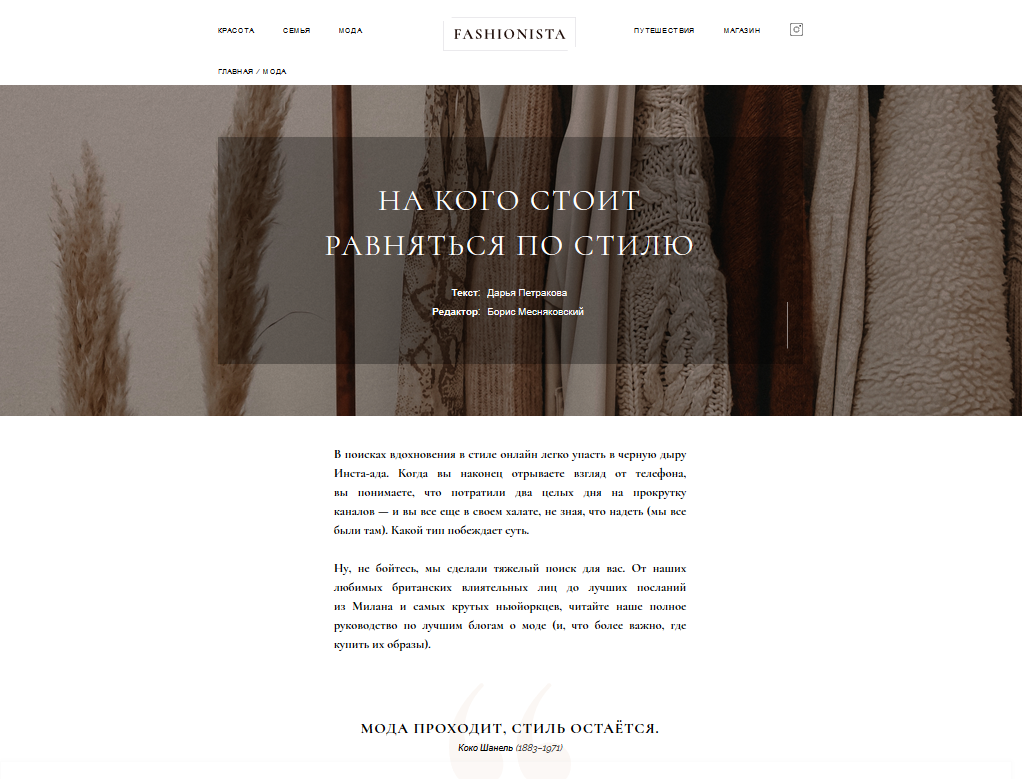 КРАСОТА СЕМЬЯ МОДА FASHIONISTA ПУТЕШЕСТВИЯ МАГАЗИН
ГЛАВНАЯ / МОДА
НА КОГО СТОИТ
РАВНЯТЬСЯ ПО СТИЛЮ
Текст: Дарья Петракова
Редактор: Борис Месняковский
В поисках вдохновения в стиле онлайн легко упасть в черную дыру
Инста-ада. Когда вы наконец отрываете взгляд от телефона,
вы понимаете, что потратили два целых дня на прокрутку
каналов — и вы все еще в своем халате, не зная, что надеть (мы все
были там). Какой тип побеждает суть.
Ну, не бойтесь, мы сделали тяжелый поиск для вас. От наших
любимых британских влиятельных лиц до лучших посланий
из Милана и самых крутых ньюйоркцев, читайте наше полное
руководство по лучшим блогам о моде (и, что более важно, где
купить их образы).
МОДА ПРОХОДИТ, СТИЛЬ ОСТАЁТСЯ.
Коко Шанель (1883–1971)